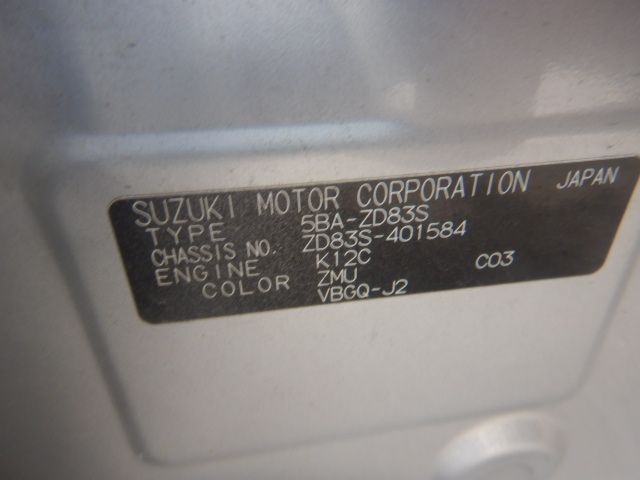 SUZUKI MOTOR CORPORATION JAPAN
TYPE 5BA-ZD83S
CHASSIS NO. ZD83S-401584
ENGINE K12C C03
COLOR ZMU
VBGQ-J2